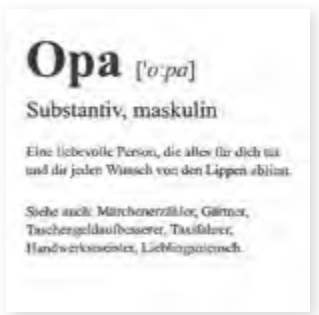 Opa ['o:pa]
Substantiv, maskulin
Eine liebevolle Person, die alles für dich tut
und dir jeden Wunsch von den Lippen abliest.
Siehe auch: Märchenerzähler, Gärtner,
Taschengeldaufbesserer, Taxifahrer,
Handwerksmeister, Lieblingsmensch.